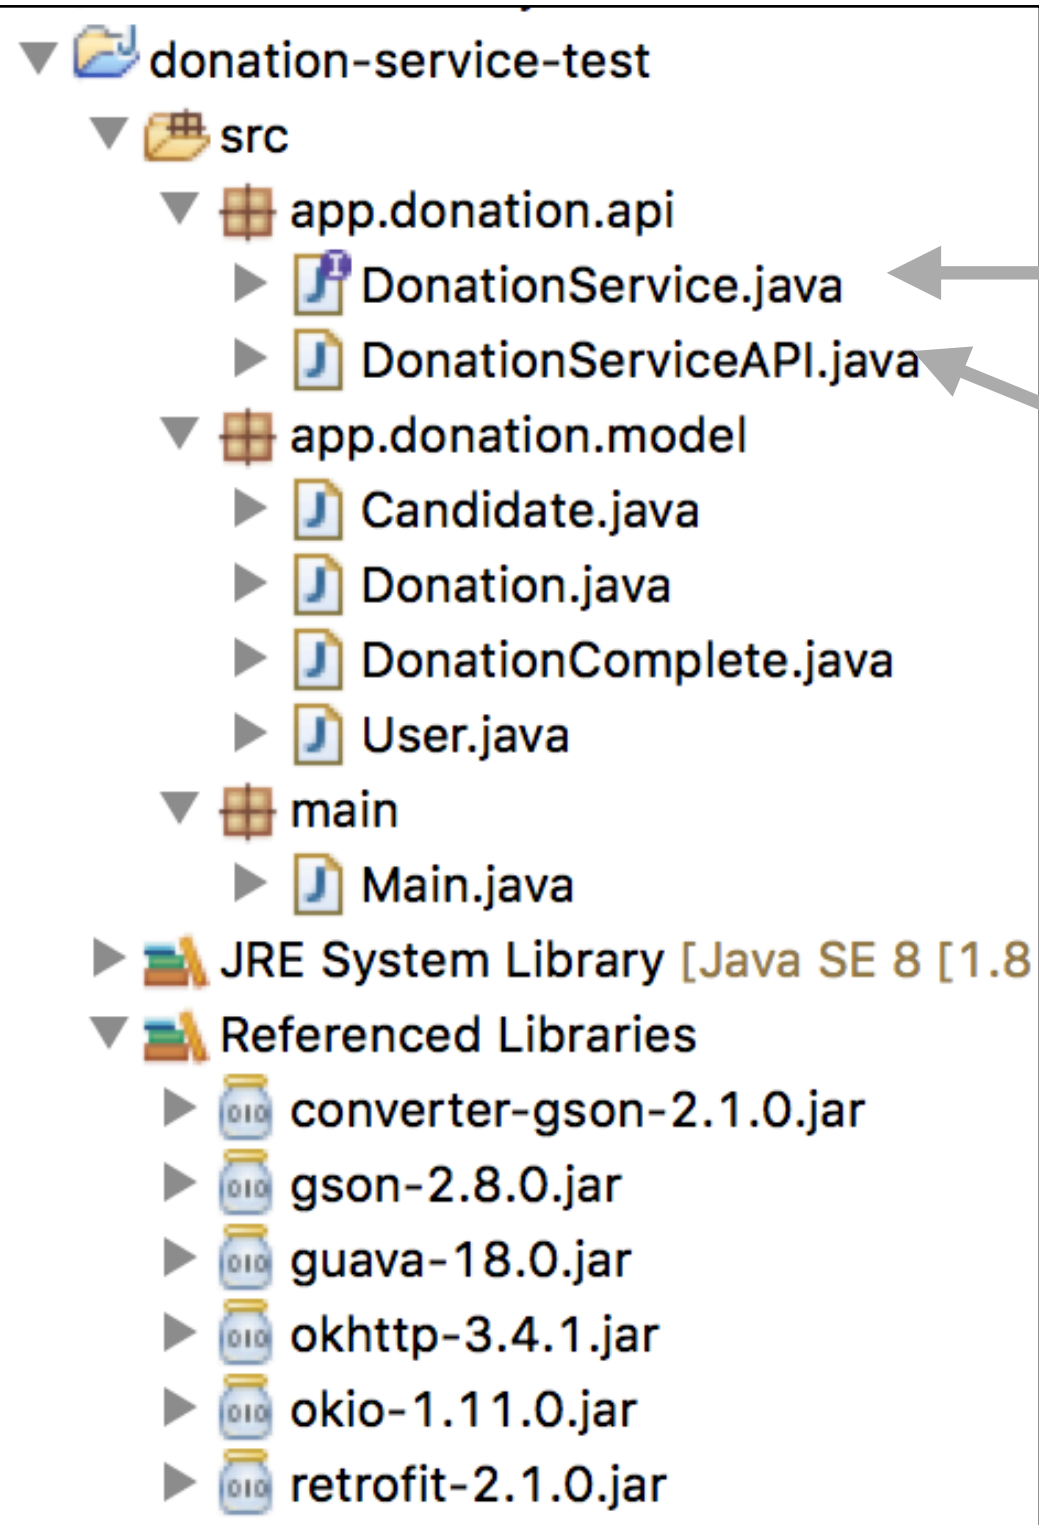 donation-service-test
src
app.donation.api
DonationService.java
DonationServiceAPI.java
app.donation.model
Candidate.java
Donation.java
DonationComplete.java
User.java
main
Main.java
JRE System Library [Java SE 8 [1.8
Referenced Libraries
converter-gson-2.1.0.jar
gson-2.8.0.jar
guava-18.0.jar
okhttp-3.4.1.jar
okio-1.11.0.jar
retrofit-2.1.0.jar